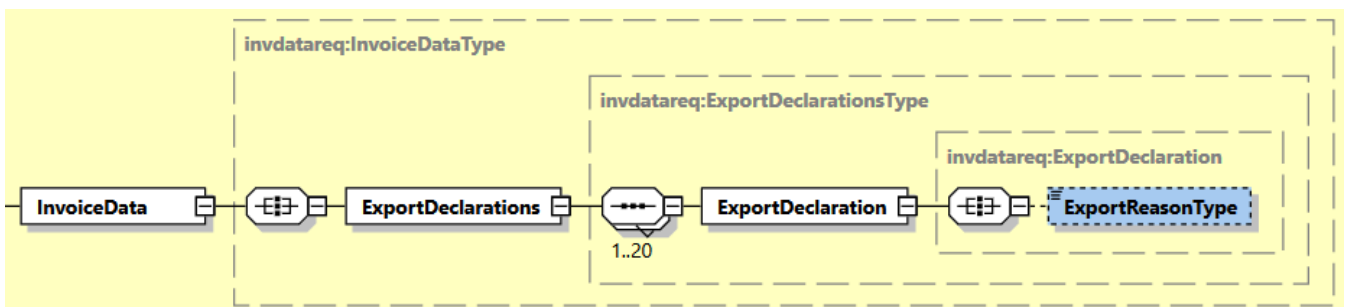 invdatareq:InvoiceDataType
invdatareq:ExportDeclarationsType
invdatareq:ExportDeclaration
InvoiceData
ExportDeclarations
1..20
ExportDeclaration
ExportReasonType